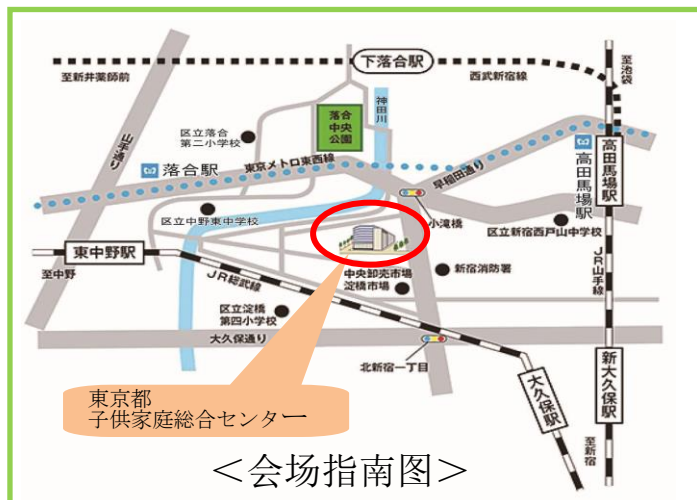 下落合駅
至新井薬師前
西武新宿線
至池袋
山手通り
区立落合
第二小学校
落合
中央
公園
神田川
落合駅
東京メトロ東西線
早稲田通り
高田馬場駅
高田馬場駅
小滝橋
区立中野東中学校
区立新宿西戸山中学校
東中野駅
至中野
JR総武線
中央卸売市場
淀橋市場
新宿消防署
JR山手線
区立淀橋
第四小学校
大久保通り
北新宿一丁目
大久保駅
新大久保駅
至新宿
東京都
子供家庭総合センター
＜会场指南图＞